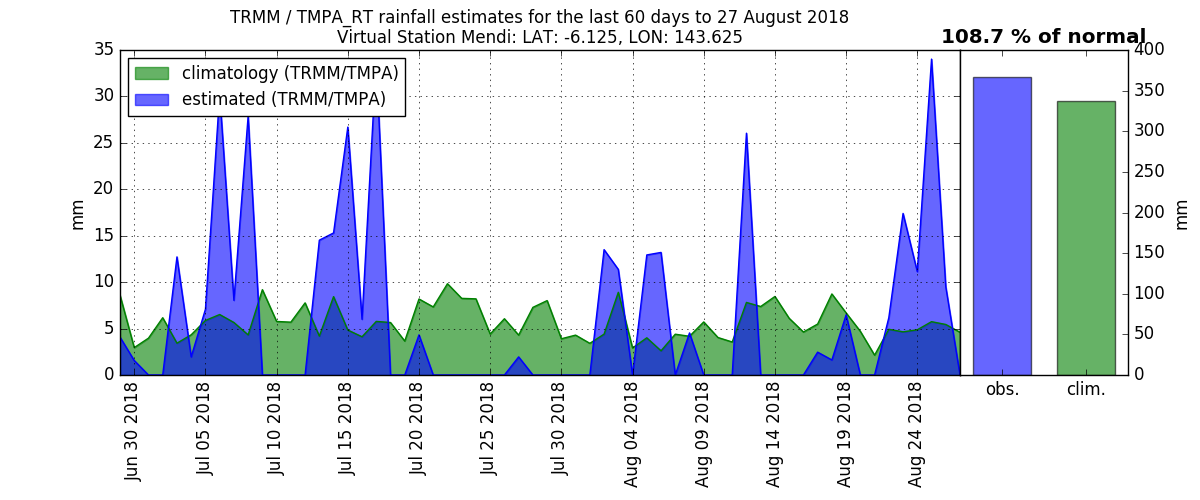 TRMM / TMPA_RT rainfall estimates for the last 60 days to 27 August 2018
Virtual Station Mendi: LAT: -6.125, LON: 143.625
108.7 % of normal
climatology (TRMM/TMPA)
estimated (TRMM/TMPA)
35
30
25
20
15
10
5
0
mm
Jun 30 2018
Jul 05 2018
Jul 10 2018
Jul 15 2018
Jul 20 2018
Jul 25 2018
Jul 30 2018
Aug 04 2018
Aug 09 2018
Aug 14 2018
Aug 19 2018
Aug 24 2018
obs.
clim.
400
350
300
250
200
150
100
50
0
mm